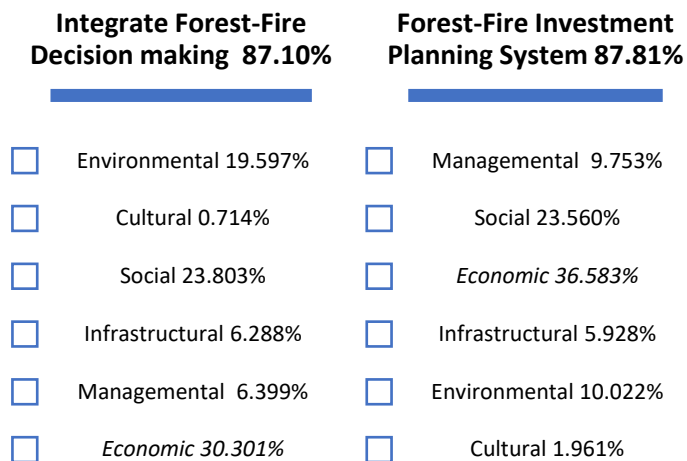 Integrate Forest-Fire
Decision making 87.10%
Environmental 19.597%
Cultural 0.714%
Social 23.803%
Infrastructural 6.288%
Managemental 6.399%
Economic 30.301%
Forest-Fire Investment
Planning System 87.81%
Managemental 9.753%
Social 23.560%
Economic 36.583%
Infrastructural 5.928%
Environmental 10.022%
Cultural 1.961%